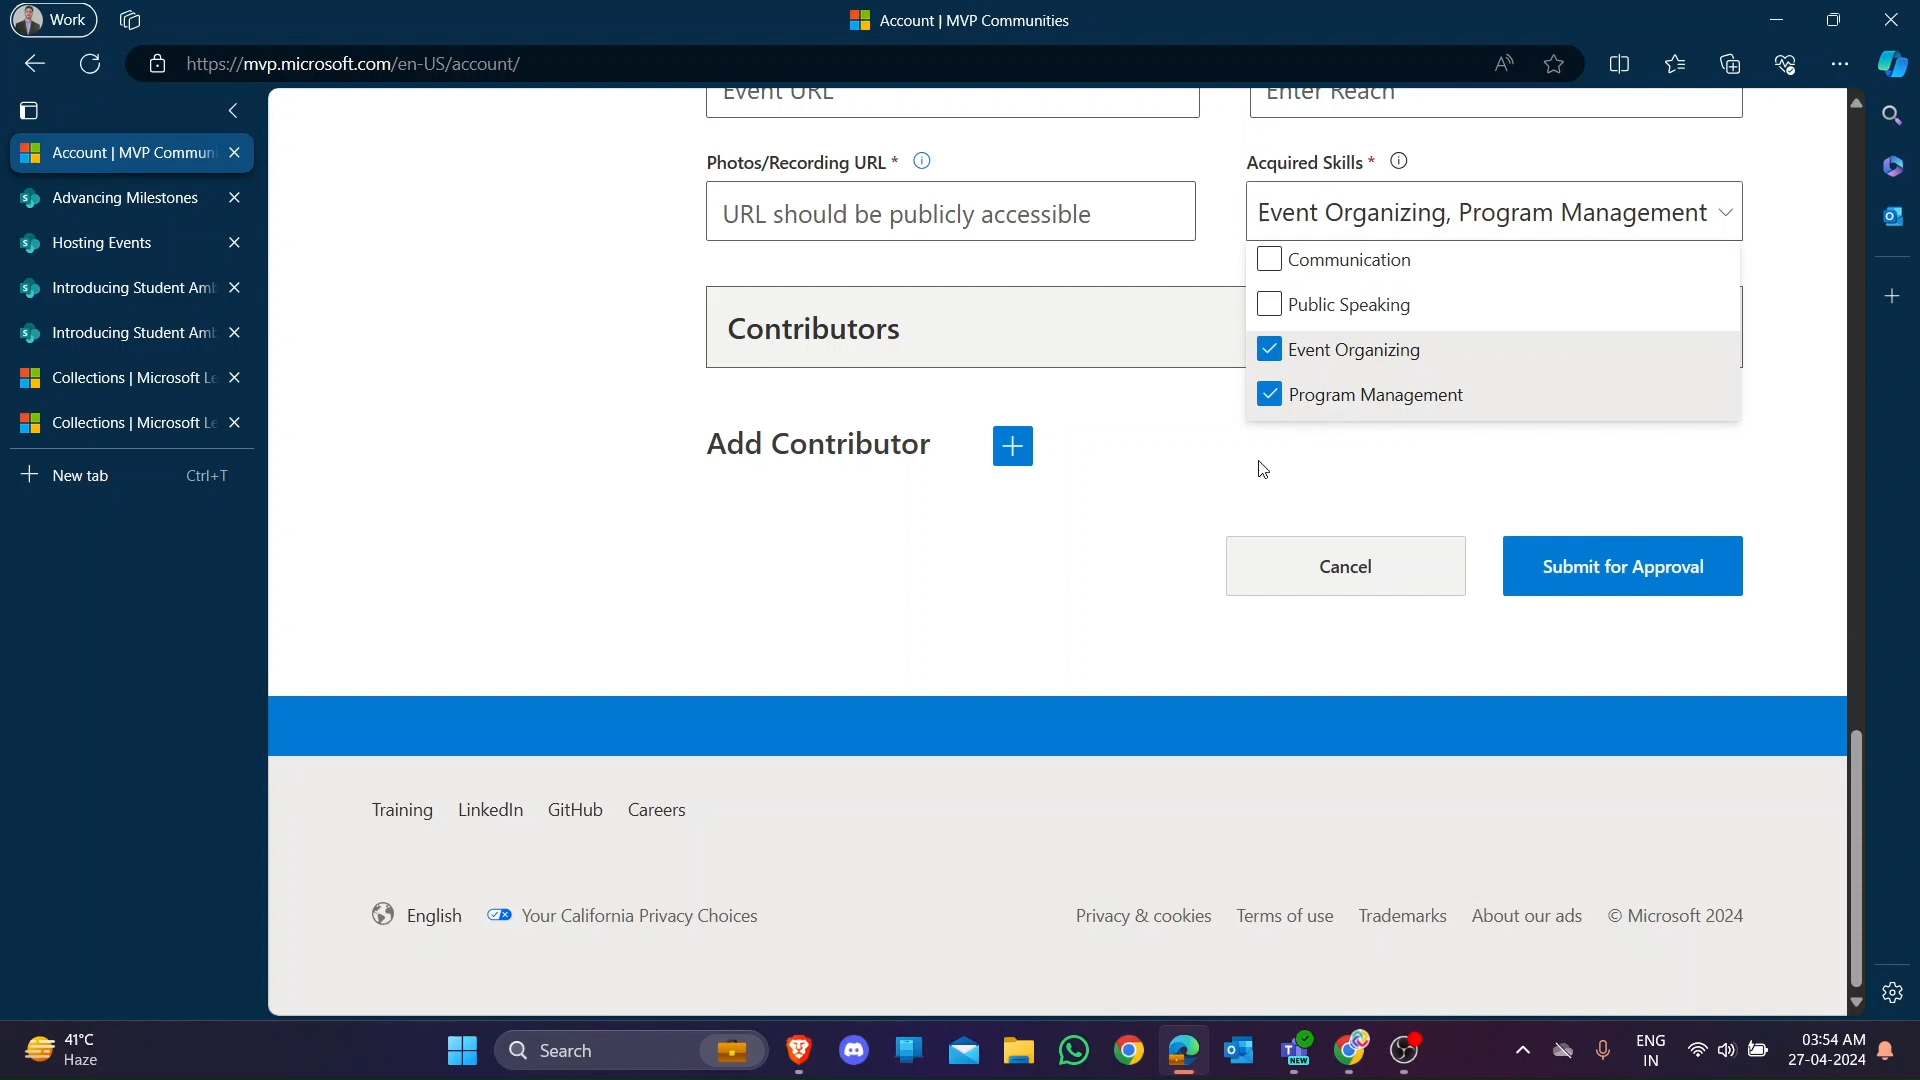 Work
Account | MVP Communities
https://mvp.microsoft.com/en-US/account/
Account | MVP Commun
Advancing Milestones
Hosting Events
Introducing Student Am
Introducing Student Am
Collections | Microsoft Le
Collections | Microsoft Le
New tab Ctrl+T
Event URL
Enter Reach
Photos/Recording URL *
Acquired Skills *
URL should be publicly accessible
Event Organizing, Program Management
Communication
Public Speaking
Event Organizing
Program Management
Contributors
Add Contributor
Cancel
Submit for Approval
Training LinkedIn GitHub Careers
English Your California Privacy Choices
Privacy & cookies Terms of use Trademarks About our ads © Microsoft 2024
41°C
Haze
Search
NEW
ENG
IN
03:54 AM
27-04-2024